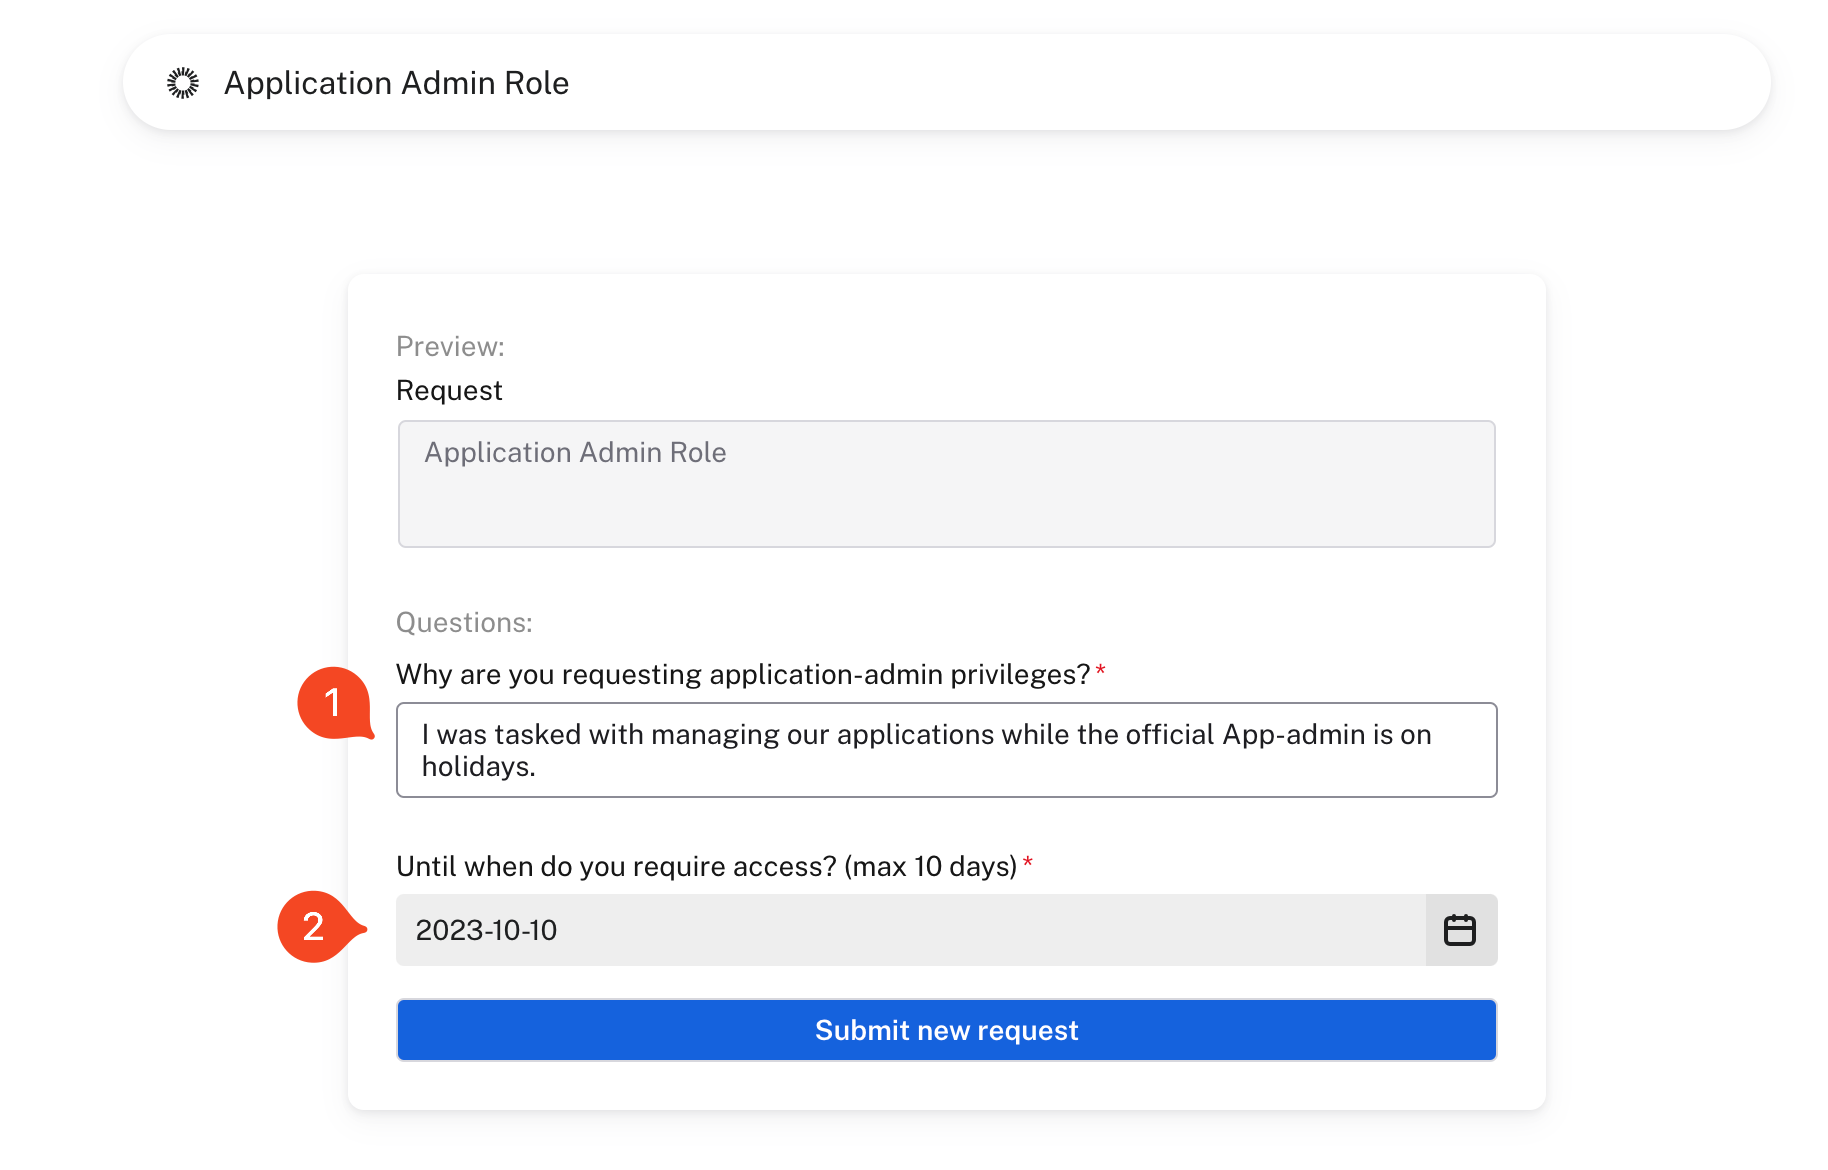 Application Admin Role
Preview:
Request
Application Admin Role
Questions:
Why are you requesting application-admin privileges? *
1
I was tasked with managing our applications while the official App-admin is on
holidays.
Until when do you require access? (max 10 days) *
2
2023-10-10
Submit new request